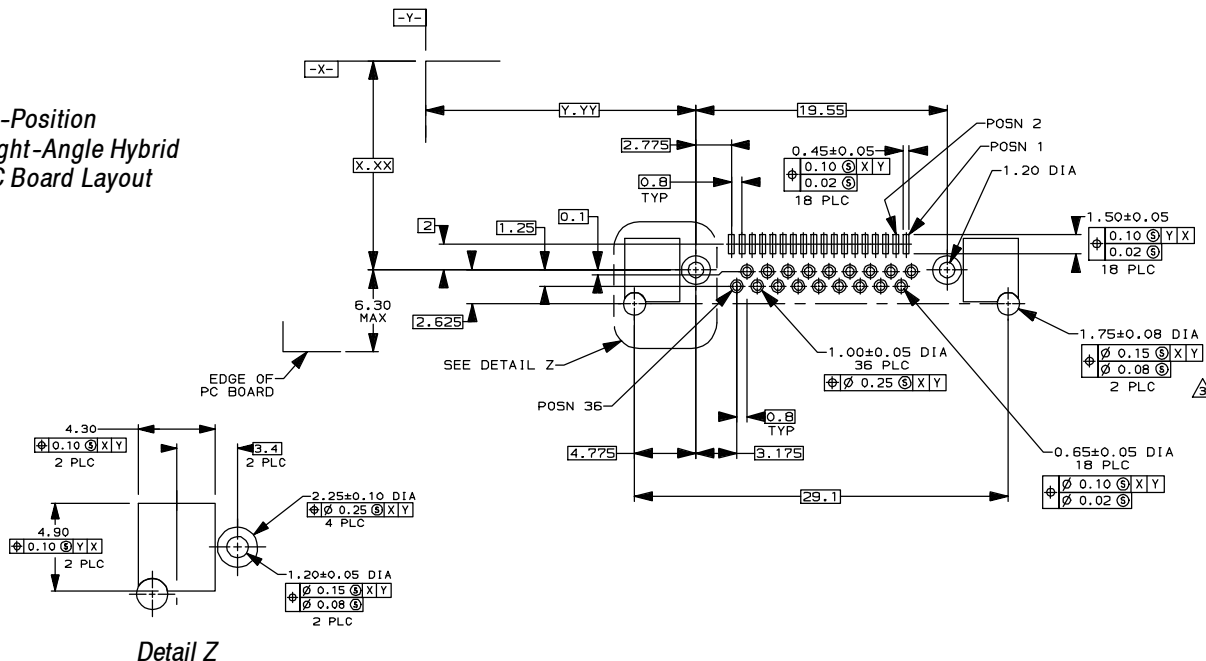 -Y-
-X-
-Position
ght-Angle Hybrid
C Board Layout
Y.YY
19.55
X.XX
2.775
0.45±0.05
⌖ 0.10 Ⓢ X Y
0.02 Ⓢ
18 PLC
POSN 2
POSN 1
1.20 DIA
0.8
TYP
2
1.25
0.1
1.50±0.05
⌖ 0.10 Ⓢ Y X
0.02 Ⓢ
18 PLC
6.30
MAX
2.625
SEE DETAIL Z
EDGE OF
PC BOARD
POSN 36
1.00±0.05 DIA
36 PLC
⌖ Ø 0.25 Ⓢ X Y
1.75±0.08 DIA
⌖ Ø 0.15 Ⓢ X Y
Ø 0.08 Ⓢ
2 PLC
3
0.8
TYP
4.775
3.175
29.1
0.65±0.05 DIA
18 PLC
⌖ Ø 0.10 Ⓢ X Y
Ø 0.02 Ⓢ
4.30
⌖ 0.10 Ⓢ X Y
2 PLC
3.4
2 PLC
2.25±0.10 DIA
⌖ Ø 0.25 Ⓢ X Y
4 PLC
4.90
⌖ 0.10 Ⓢ Y X
2 PLC
1.20±0.05 DIA
⌖ Ø 0.15 Ⓢ X Y
Ø 0.08 Ⓢ
2 PLC
Detail Z